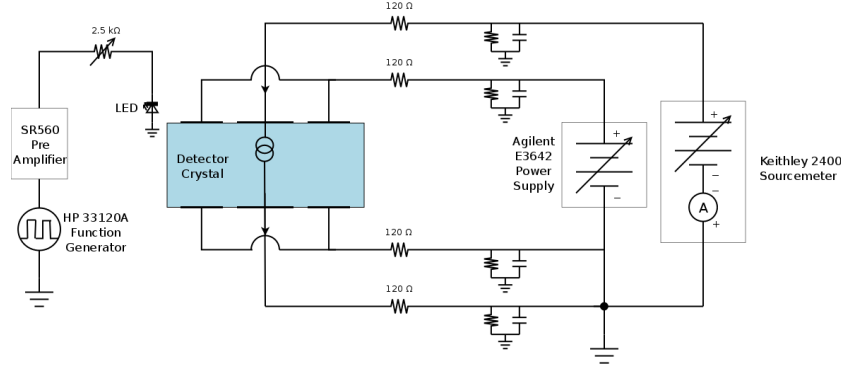 120 Ω
2.5 kΩ
120 Ω
LED
SR560
Pre
Amplifier
Detector
Crystal
Agilent
E3642
Power
Supply
+
−
+
−
−
A
+
Keithley 2400
Sourcemeter
HP 33120A
Function
Generator
120 Ω
120 Ω